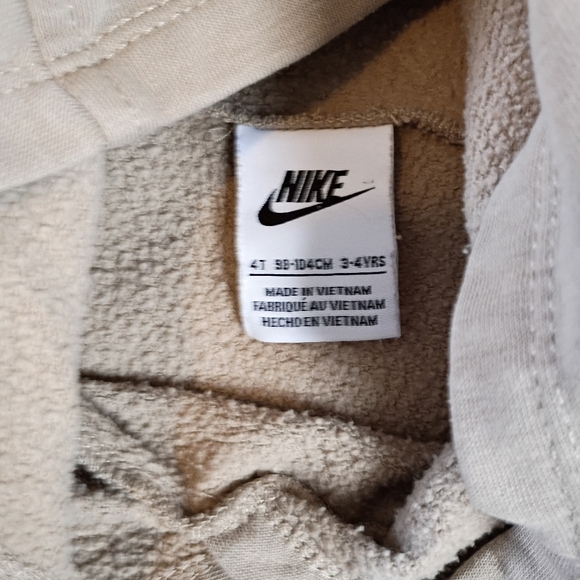 NIKE
4T 98-104CM 3-4YRS
MADE IN VIETNAM
FABRIQUÉ AU VIETNAM
HECHO EN VIETNAM